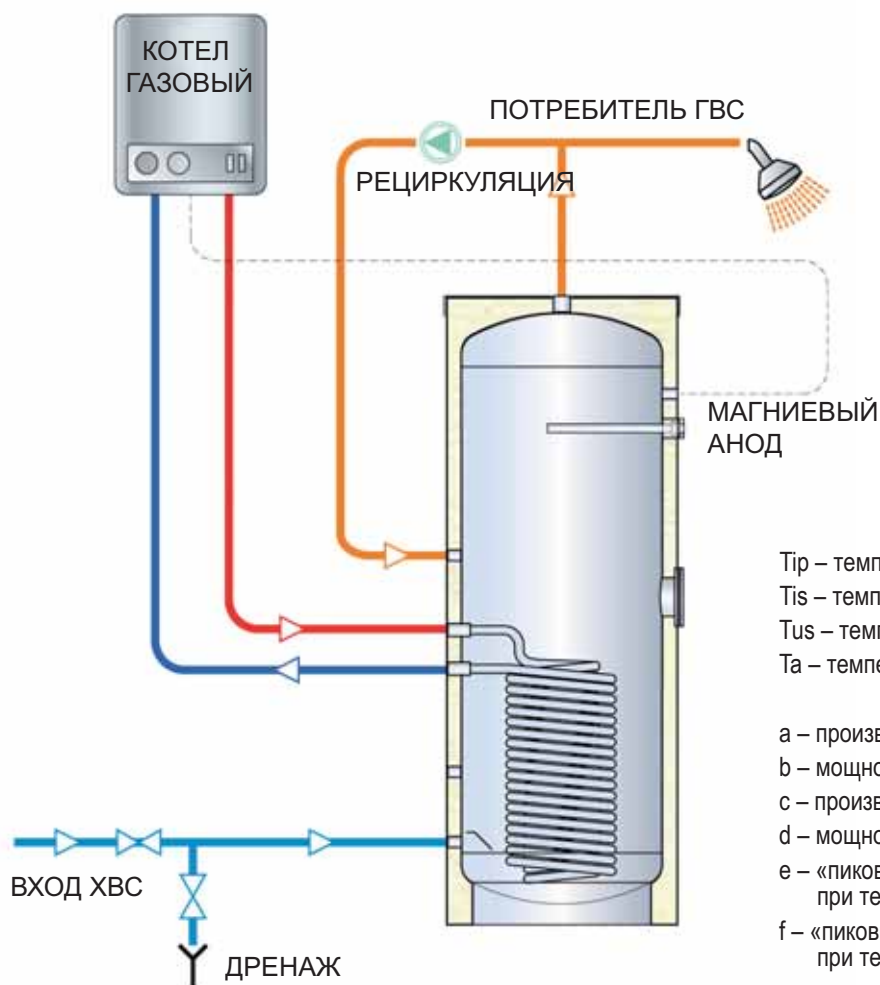 КОТЕЛ
ГАЗОВЫЙ
ПОТРЕБИТЕЛЬ ГВС
РЕЦИРКУЛЯЦИЯ
МАГНИЕВЫЙ
АНОД
Tip – темп
Tis – темп
Tus – темп
Ta – темпе
a – произв
b – мощно
c – произв
d – мощно
e – «пиков
при те
f – «пиков
при те
ВХОД ХВС
ДРЕНАЖ